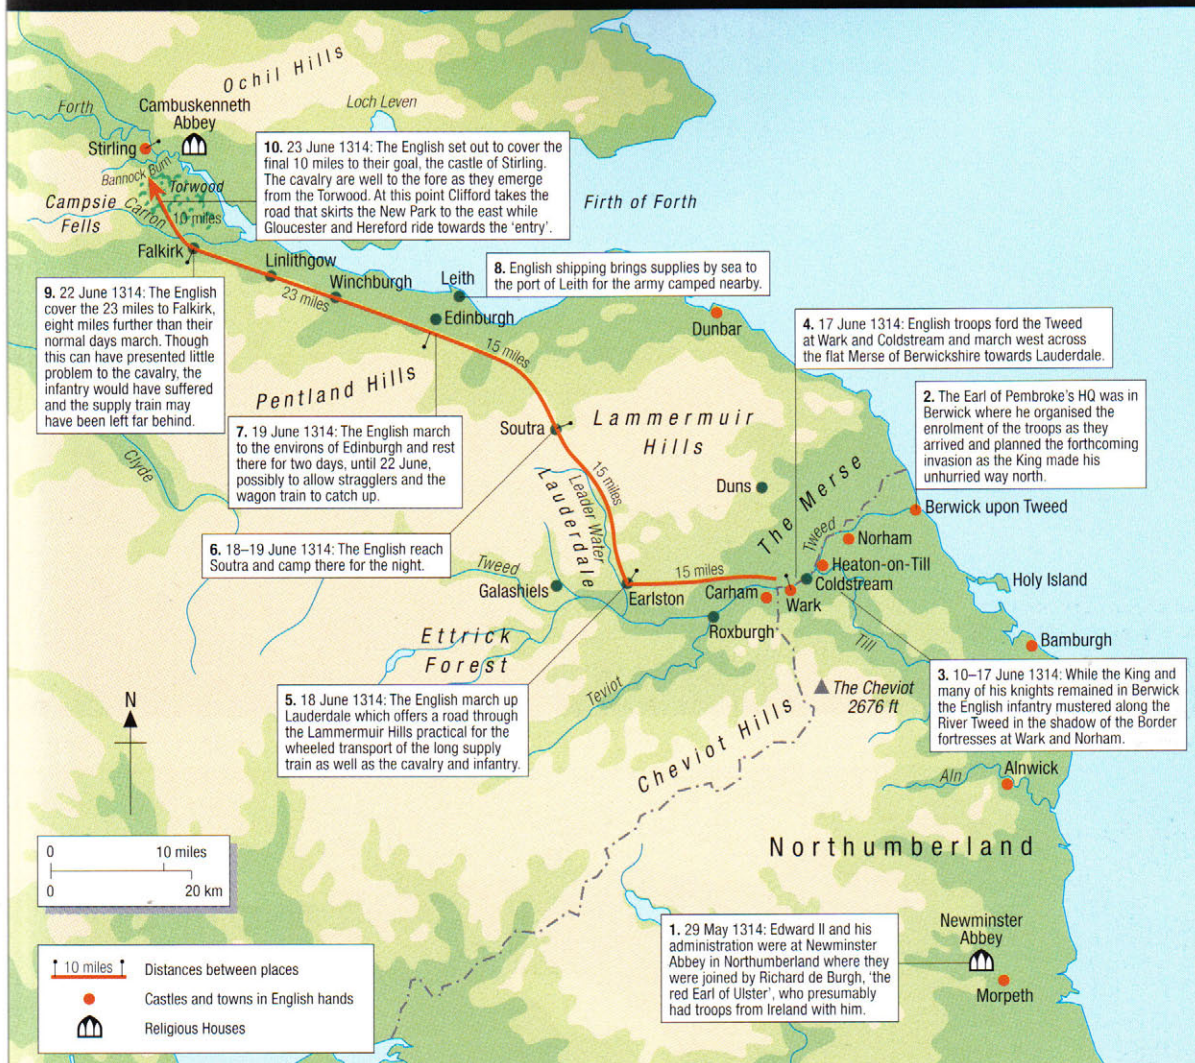 Ochil Hills
Forth
Cambuskenneth
Abbey
Loch Leven
Stirling
Bannock Burn
Torwood
Campsie
Fells
Carron
10 miles
Falkirk
Linlithgow
Winchburgh
23 miles
Leith
Edinburgh
Firth of Forth
Dunbar
10. 23 June 1314: The English set out to cover the
final 10 miles to their goal, the castle of Stirling.
The cavalry are well to the fore as they emerge
from the Torwood. At this point Clifford takes the
road that skirts the New Park to the east while
Gloucester and Hereford ride towards the ‘entry’.
8. English shipping brings supplies by sea to
the port of Leith for the army camped nearby.
9. 22 June 1314: The English
cover the 23 miles to Falkirk,
eight miles further than their
normal days march. Though
this can have presented little
problem to the cavalry, the
infantry would have suffered
and the supply train may
have been left far behind.
4. 17 June 1314: English troops ford the Tweed
at Wark and Coldstream and march west across
the flat Merse of Berwickshire towards Lauderdale.
15 miles
Pentland Hills
2. The Earl of Pembroke’s HQ was in
Berwick where he organised the
enrolment of the troops as they
arrived and planned the forthcoming
invasion as the King made his
unhurried way north.
7. 19 June 1314: The English march
to the environs of Edinburgh and rest
there for two days, until 22 June,
possibly to allow stragglers and the
wagon train to catch up.
Soutra
Lammermuir
Hills
Clyde
15 miles
Leader Water
Lauderdale
Duns
The Merse
Berwick upon Tweed
Norham
Tweed
6. 18–19 June 1314: The English reach
Soutra and camp there for the night.
Heaton-on-Till
Coldstream
Holy Island
Tweed
Galashiels
Earlston
15 miles
Carham
Wark
Roxburgh
Till
Bamburgh
Ettrick
Forest
Teviot
5. 18 June 1314: The English march up
Lauderdale which offers a road through
the Lammermuir Hills practical for the
wheeled transport of the long supply
train as well as the cavalry and infantry.
The Cheviot
2676 ft
3. 10–17 June 1314: While the King and
many of his knights remained in Berwick
the English infantry mustered along the
River Tweed in the shadow of the Border
fortresses at Wark and Norham.
N
Cheviot Hills
Aln
Alnwick
Northumberland
0 10 miles
0 20 km
1. 29 May 1314: Edward II and his
administration were at Newminster
Abbey in Northumberland where they
were joined by Richard de Burgh, ‘the
red Earl of Ulster’, who presumably
had troops from Ireland with him.
Newminster
Abbey
Morpeth
10 miles Distances between places
Castles and towns in English hands
Religious Houses